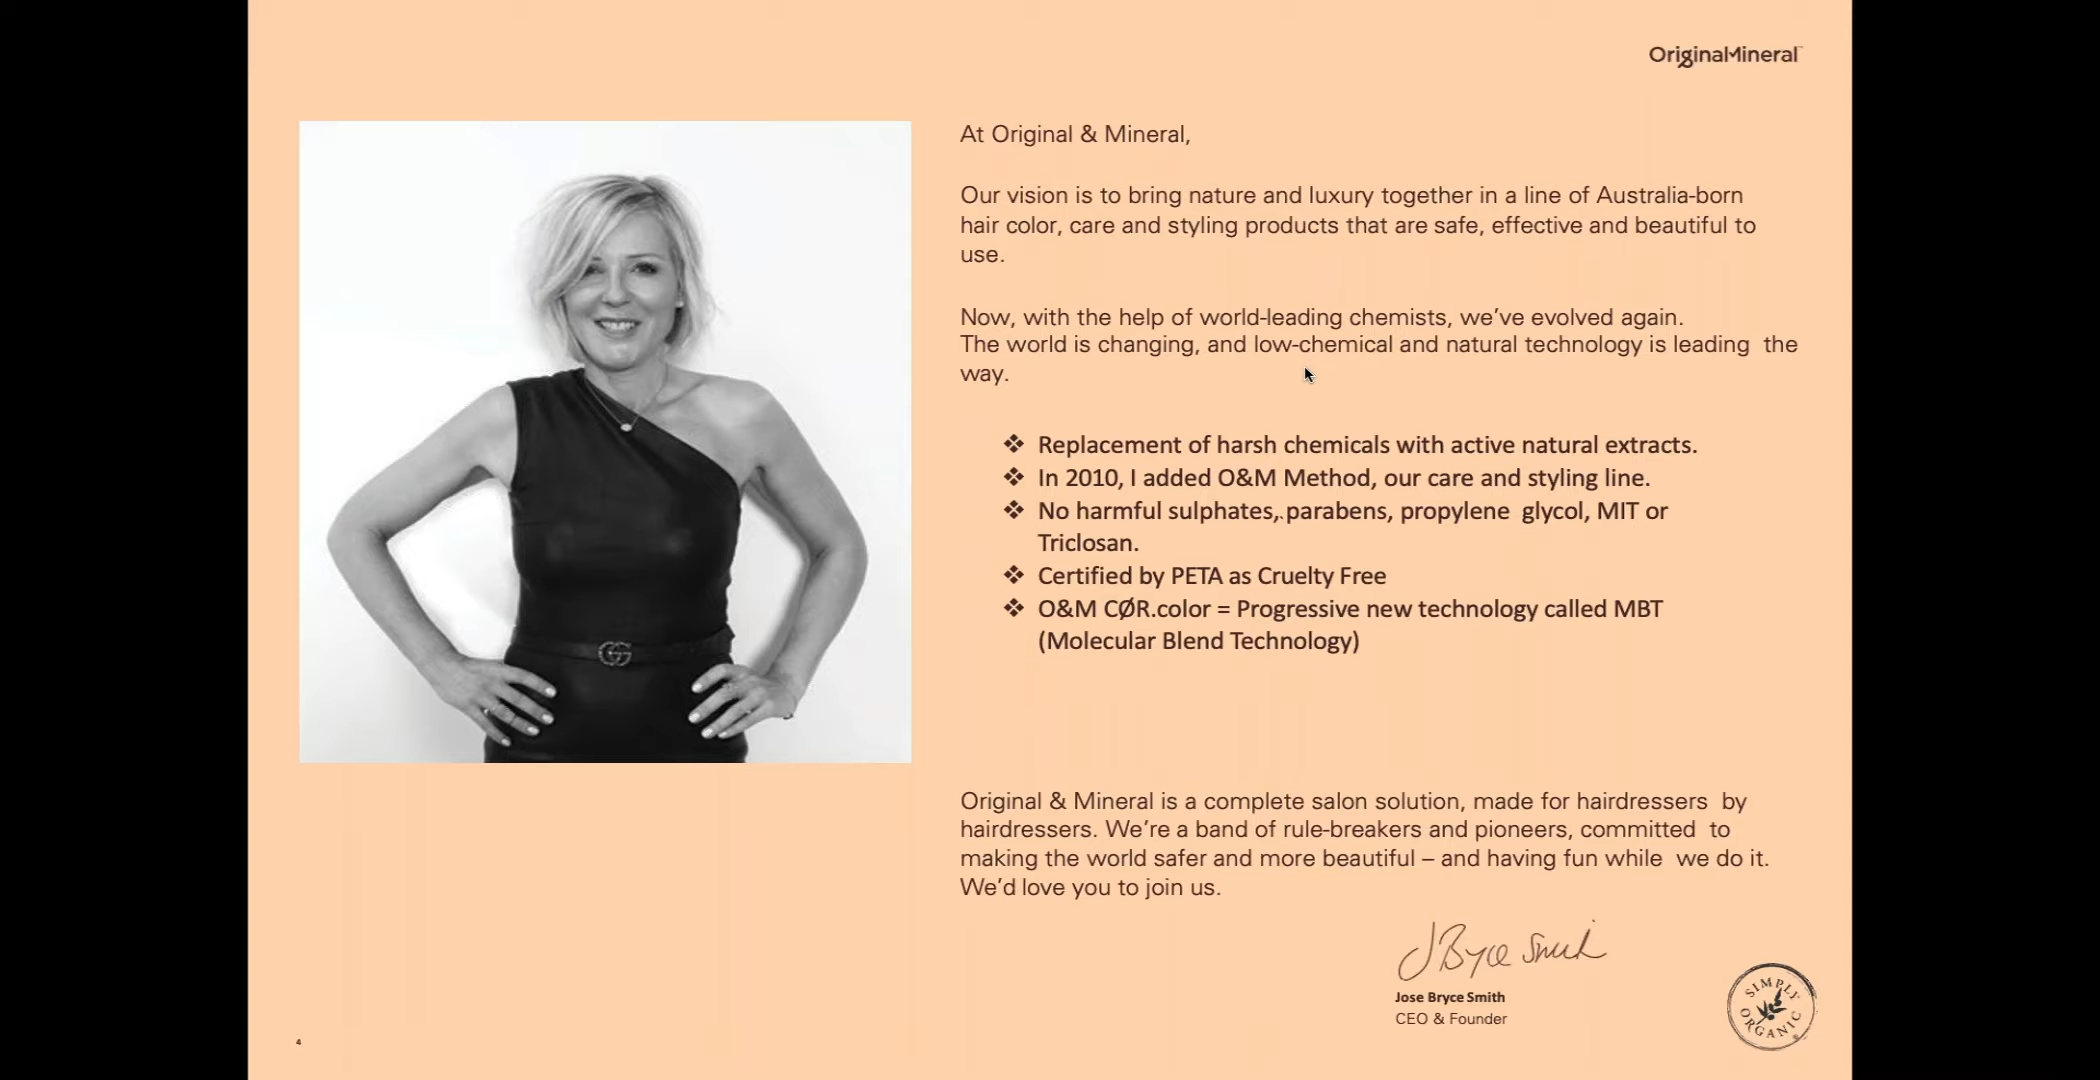 OriginalMineral
At Original & Mineral,
Our vision is to bring nature and luxury together in a line of Australia-born
hair color, care and styling products that are safe, effective and beautiful to
use.
Now, with the help of world-leading chemists, we've evolved again.
The world is changing, and low-chemical and natural technology is leading the
way.
❖ Replacement of harsh chemicals with active natural extracts.
❖ In 2010, I added O&M Method, our care and styling line.
❖ No harmful sulphates,.parabens, propylene glycol, MIT or
Triclosan.
❖ Certified by PETA as Cruelty Free
❖ O&M CØR.color = Progressive new technology called MBT
(Molecular Blend Technology)
Original & Mineral is a complete salon solution, made for hairdressers by
hairdressers. We're a band of rule-breakers and pioneers, committed to
making the world safer and more beautiful – and having fun while we do it.
We'd love you to join us.
J Bryce Smith
Jose Bryce Smith
CEO & Founder
SIMPLY
ORGANIC
4